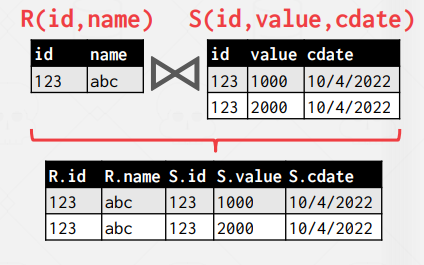 R(id,name) S(id,value,cdate)
id name id value cdate
123 abc 123 1000 10/4/2022
123 2000 10/4/2022
R.id R.name S.id S.value S.cdate
123 abc 123 1000 10/4/2022
123 abc 123 2000 10/4/2022